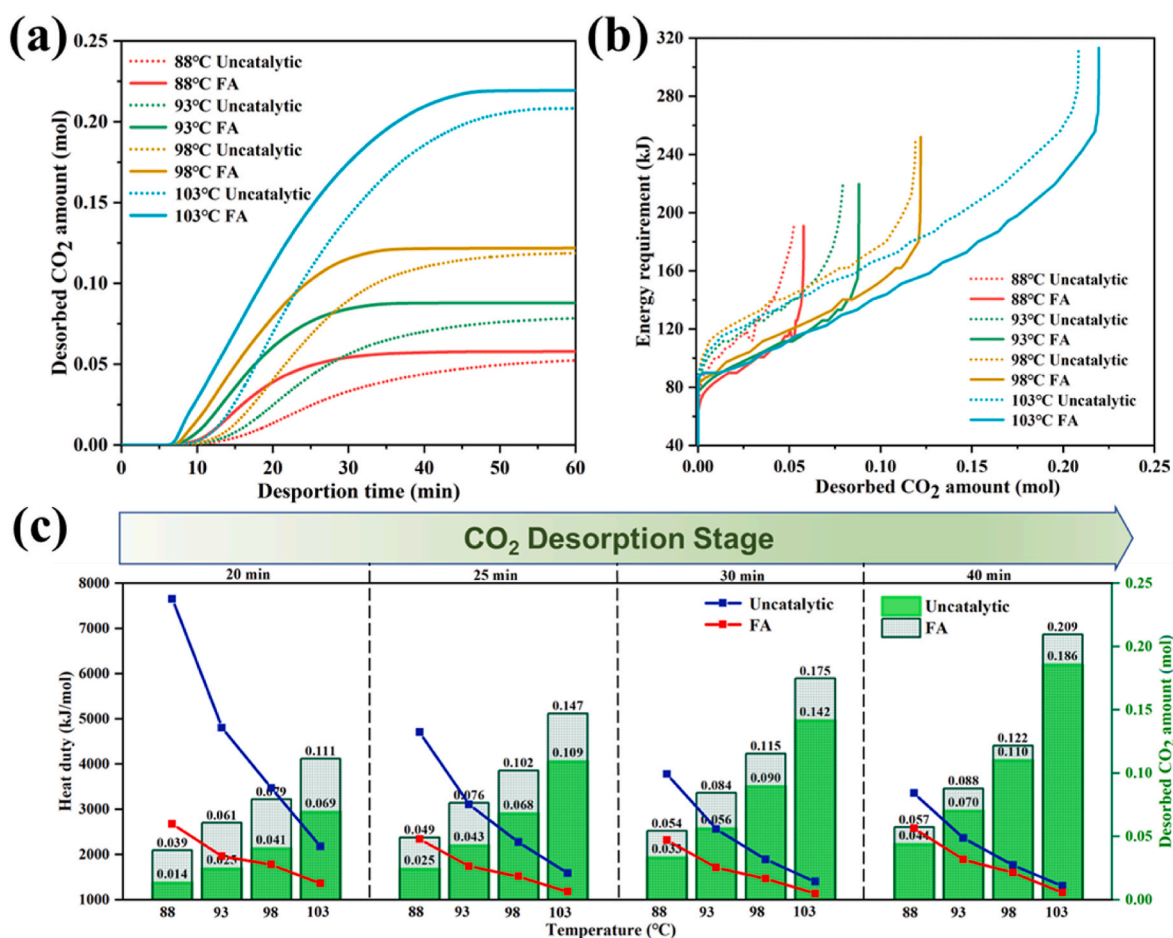 (a)
0.25
0.20
0.15
0.10
0.05
0.00
Desorbed CO₂ amount (mol)
88℃ Uncatalytic
88℃ FA
93℃ Uncatalytic
93℃ FA
98℃ Uncatalytic
98℃ FA
103℃ Uncatalytic
103℃ FA
0 10 20 30 40 50 60
Desportion time (min)
(b)
320
280
240
200
160
120
80
40
Energy requirement (kJ)
88℃ Uncatalytic
88℃ FA
93℃ Uncatalytic
93℃ FA
98℃ Uncatalytic
98℃ FA
103℃ Uncatalytic
103℃ FA
0.00 0.05 0.10 0.15 0.20 0.25
Desorbed CO₂ amount (mol)
(c)
CO₂ Desorption Stage
20 min 25 min 30 min 40 min
8000
7000
6000
5000
4000
3000
2000
1000
Heat duty (kJ/mol)
Uncatalytic
FA
Uncatalytic
FA
0.039 0.061 0.079 0.111
0.014 0.025 0.041 0.069
0.049 0.076 0.102 0.147
0.025 0.043 0.068 0.109
0.054 0.084 0.115 0.175
0.033 0.056 0.090 0.142
0.057 0.088 0.122 0.209
0.044 0.070 0.110 0.186
0.25
0.20
0.15
0.10
0.05
0.00
Desorbed CO₂ amount (mol)
88 93 98 103 88 93 98 103 88 93 98 103 88 93 98 103
Temperature (℃)